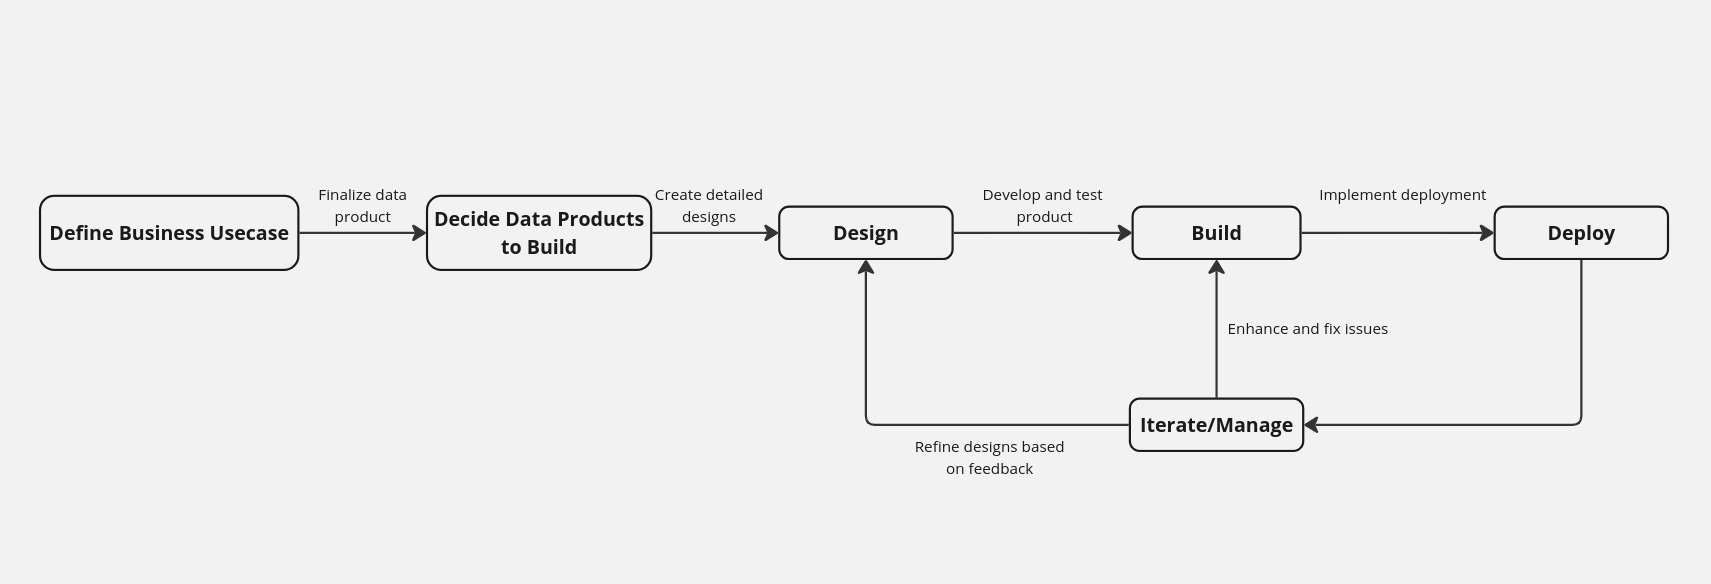 Define Business Usecase
Finalize data
product
Decide Data Products
to Build
Create detailed
designs
Design
Develop and test
product
Build
Implement deployment
Deploy
Enhance and fix issues
Iterate/Manage
Refine designs based
on feedback